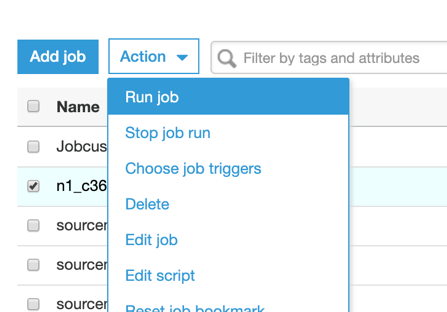 Add job
Action
Filter by tags and attributes
Name
Run job
Jobcus
Stop job run
Choose job triggers
n1_c36
Delete
sourcer
Edit job
sourcer
Edit script
sourcer
Reset job bookmark